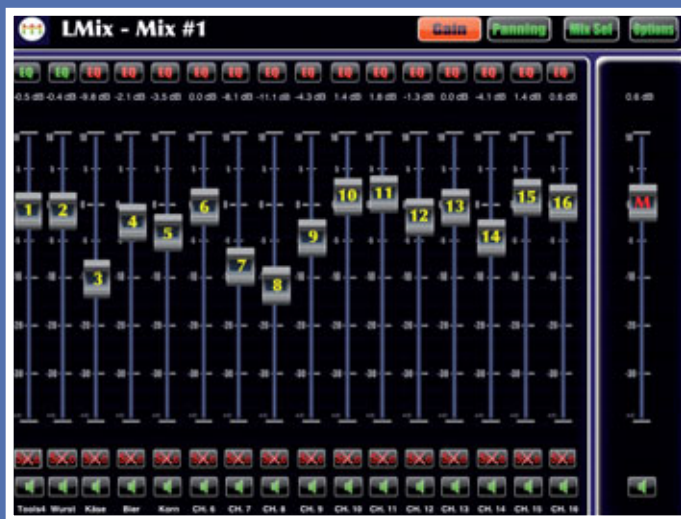 LMix - Mix #1 Gain Panning Mix Sel Options
EQ EQ EQ EQ EQ EQ EQ EQ EQ EQ EQ EQ EQ EQ EQ EQ
-0.5 dB -0.4 dB -9.8 dB -2.1 dB -3.5 dB 0.0 dB -8.1 dB -11.1 dB -4.3 dB 1.4 dB 1.8 dB -1.3 dB 0.0 dB -4.1 dB 1.4 dB 0.6 dB 0.6 dB
1 2 3 4 5 6 7 8 9 10 11 12 13 14 15 16 M
Tools4 Wurst Käse Bier Korn CH. 6 CH. 7 CH. 8 CH. 9 CH. 10 CH. 11 CH. 12 CH. 13 CH. 14 CH. 15 CH. 16